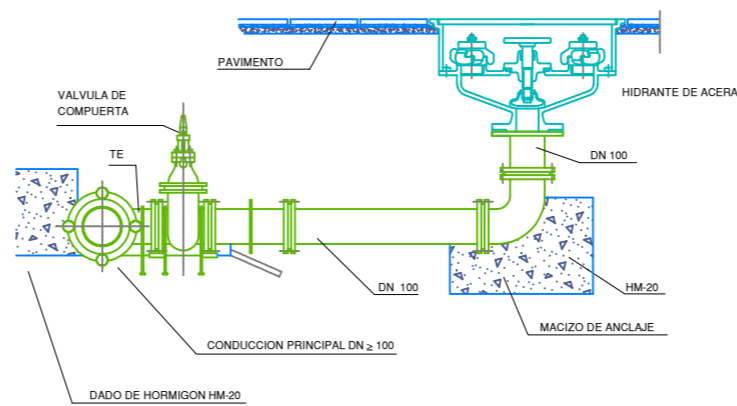 PAVIMENTO
HIDRANTE DE ACERA
VALVULA DE
COMPUERTA
TE
DN 100
DN 100
HM-20
MACIZO DE ANCLAJE
CONDUCCION PRINCIPAL DN ≥ 100
DADO DE HORMIGON HM-20